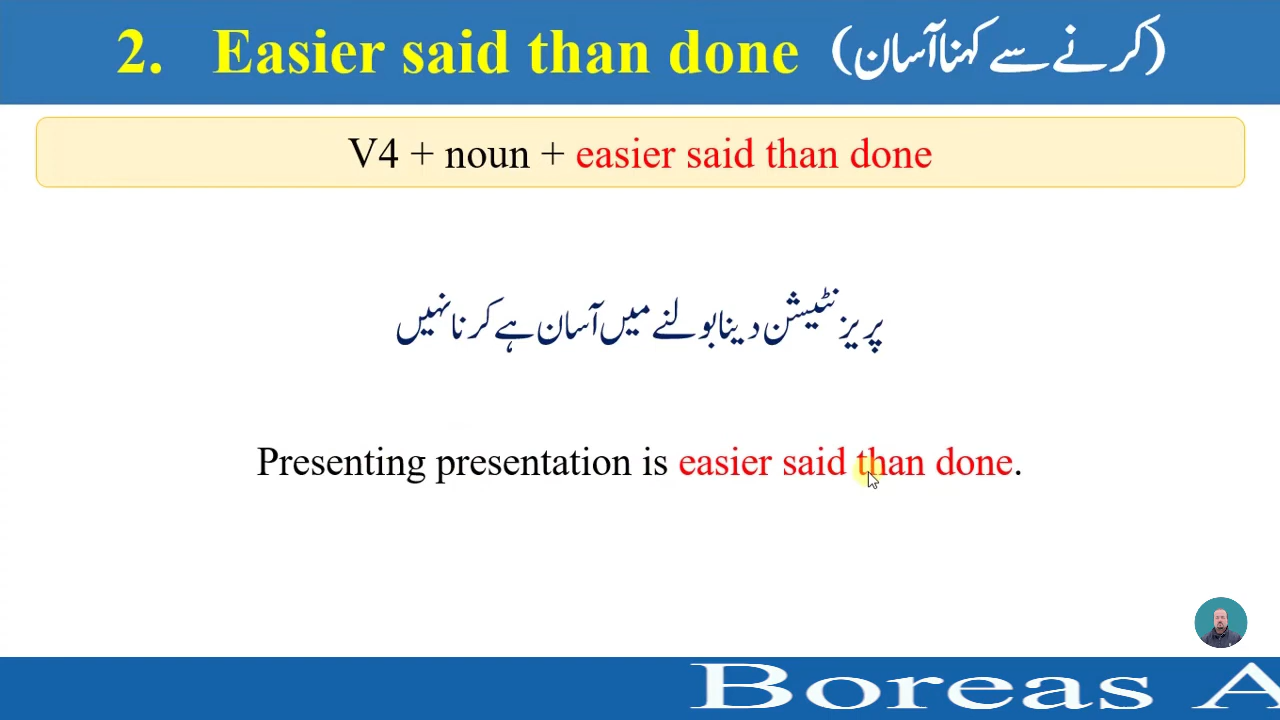 2. Easier said than done (کرنے سے کہنا آسان)
V4 + noun + easier said than done
پریزنٹیشن دینا بولنے میں آسان ہے کرنا نہیں
Presenting presentation is easier said than done.
Boreas A